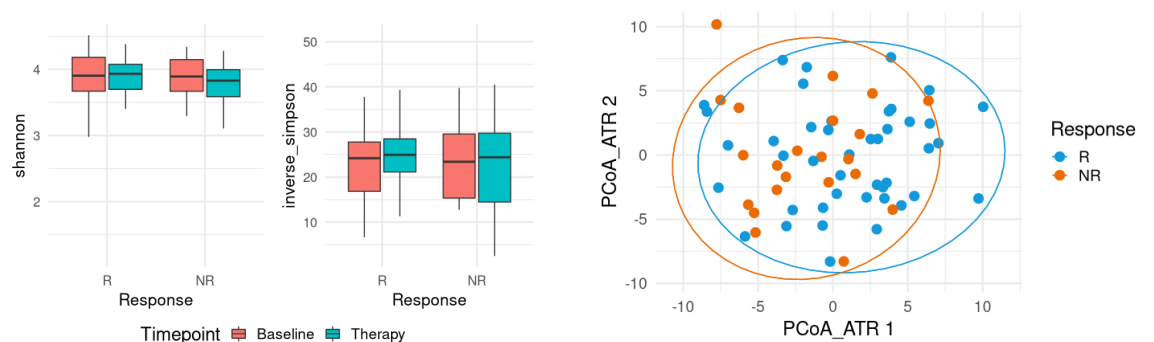 shannon
4
3
2
R NR
Response
inverse_simpson
50
40
30
20
10
R NR
Response
Timepoint Baseline Therapy
PCoA_ATR 2
10
5
0
-5
-10
-10 -5 0 5 10
PCoA_ATR 1
Response
R
NR